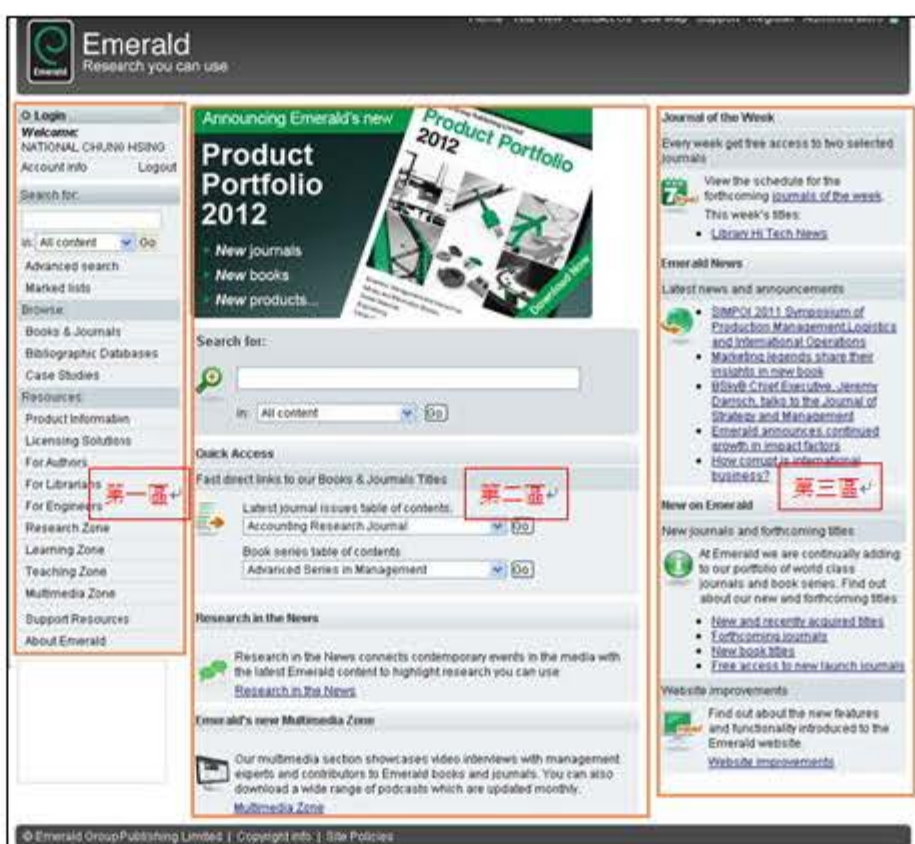 Emerald
Research you can use
Emerald
Login
Welcome:
NATIONAL CHUNG HSING
Account info Logout
Search for:
in: All content Go
Advanced search
Marked lists
Browse:
Books & Journals
Bibliographic Databases
Case Studies
Resources:
Product Information
Licensing Solutions
For Authors
For Librarians
For Engineers
Research Zone
Learning Zone
Teaching Zone
Multimedia Zone
Support Resources
About Emerald
第一區
Announcing Emerald's new
Product
Portfolio
2012
New journals
New books
New products...
Product Portfolio
2012
Download Now
Search for:
in: All content Go
Quick Access
Fast direct links to our Books & Journals Titles
Latest journal issues table of contents.
Accounting Research Journal Go
Book series table of contents
Advanced Series in Management Go
第二區
Research in the News
Research in the News connects contemporary events in the media with
the latest Emerald content to highlight research you can use
Research in the News
Emerald's new Multimedia Zone
Our multimedia section showcases video interviews with management
experts and contributors to Emerald books and journals. You can also
download a wide range of podcasts which are updated monthly.
Multimedia Zone
Journal of the Week
Every week get free access to two selected
journals
7
View the schedule for the
forthcoming journals of the week.
This week's titles:
Library Hi Tech News
Emerald News
Latest news and announcements
SIMPOI 2011 Symposium of
Production Management, Logistics
and International Operations
Marketing legends share their
insights in new book
BSkyB Chief Executive, Jeremy
Darroch, talks to the Journal of
Strategy and Management
Emerald announces continued
growth in impact factors
How corrupt is international
business?
第三區
New on Emerald
New journals and forthcoming titles
At Emerald we are continually adding
to our portfolio of world class
journals and book series. Find out
about our new and forthcoming titles:
New and recently acquired titles
Forthcoming journals
New book titles
Free access to new launch journals
Website improvements
Find out about the new features
and functionality introduced to the
Emerald website
Website improvements
© Emerald Group Publishing Limited | Copyright info | Site Policies